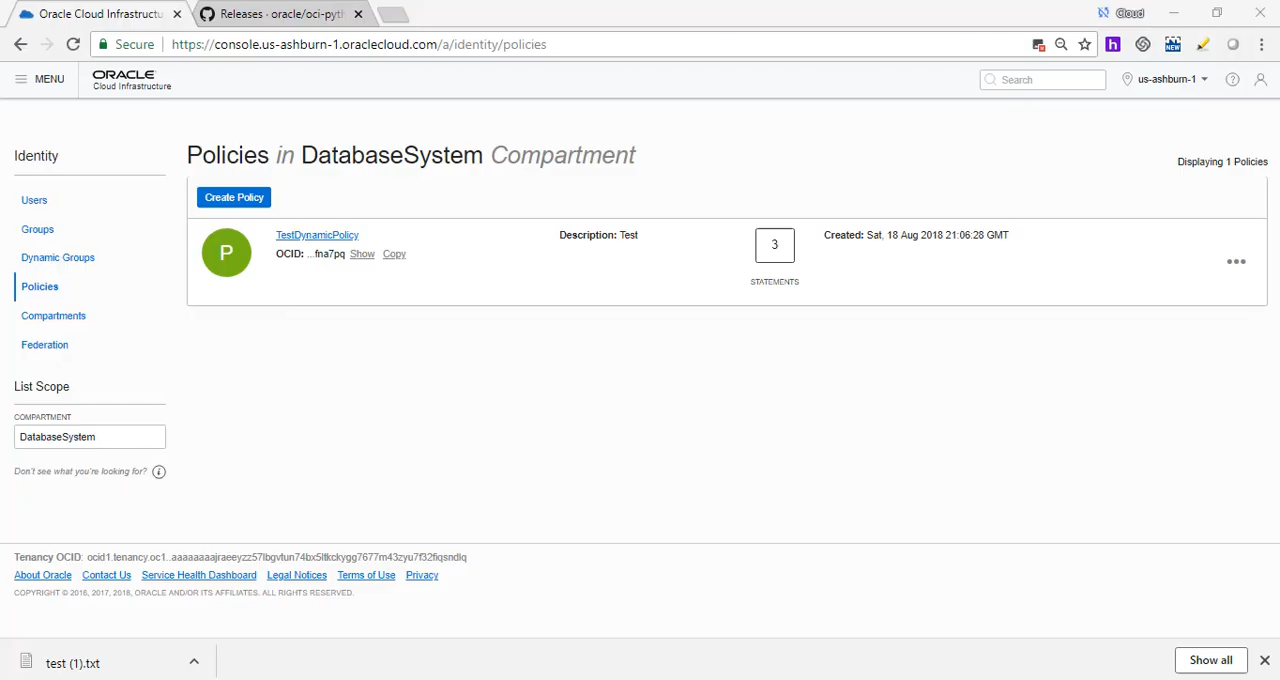 Oracle Cloud Infrastructu
Releases · oracle/oci-pyth
Cloud
Secure
https://console.us-ashburn-1.oraclecloud.com/a/identity/policies
h
NEW
MENU
ORACLE
Cloud Infrastructure
Search
us-ashburn-1
Identity
Policies in DatabaseSystem Compartment
Displaying 1 Policies
Users
Groups
Dynamic Groups
Policies
Compartments
Federation
Create Policy
P
TestDynamicPolicy
OCID: ...fna7pq Show Copy
Description: Test
3
STATEMENTS
Created: Sat, 18 Aug 2018 21:06:28 GMT
List Scope
COMPARTMENT
DatabaseSystem
Don't see what you're looking for?
Tenancy OCID:
About Oracle Contact Us Service Health Dashboard Legal Notices Terms of Use Privacy
COPYRIGHT © 2016, 2017, 2018, ORACLE AND/OR ITS AFFILIATES. ALL RIGHTS RESERVED.
test (1).txt
Show all